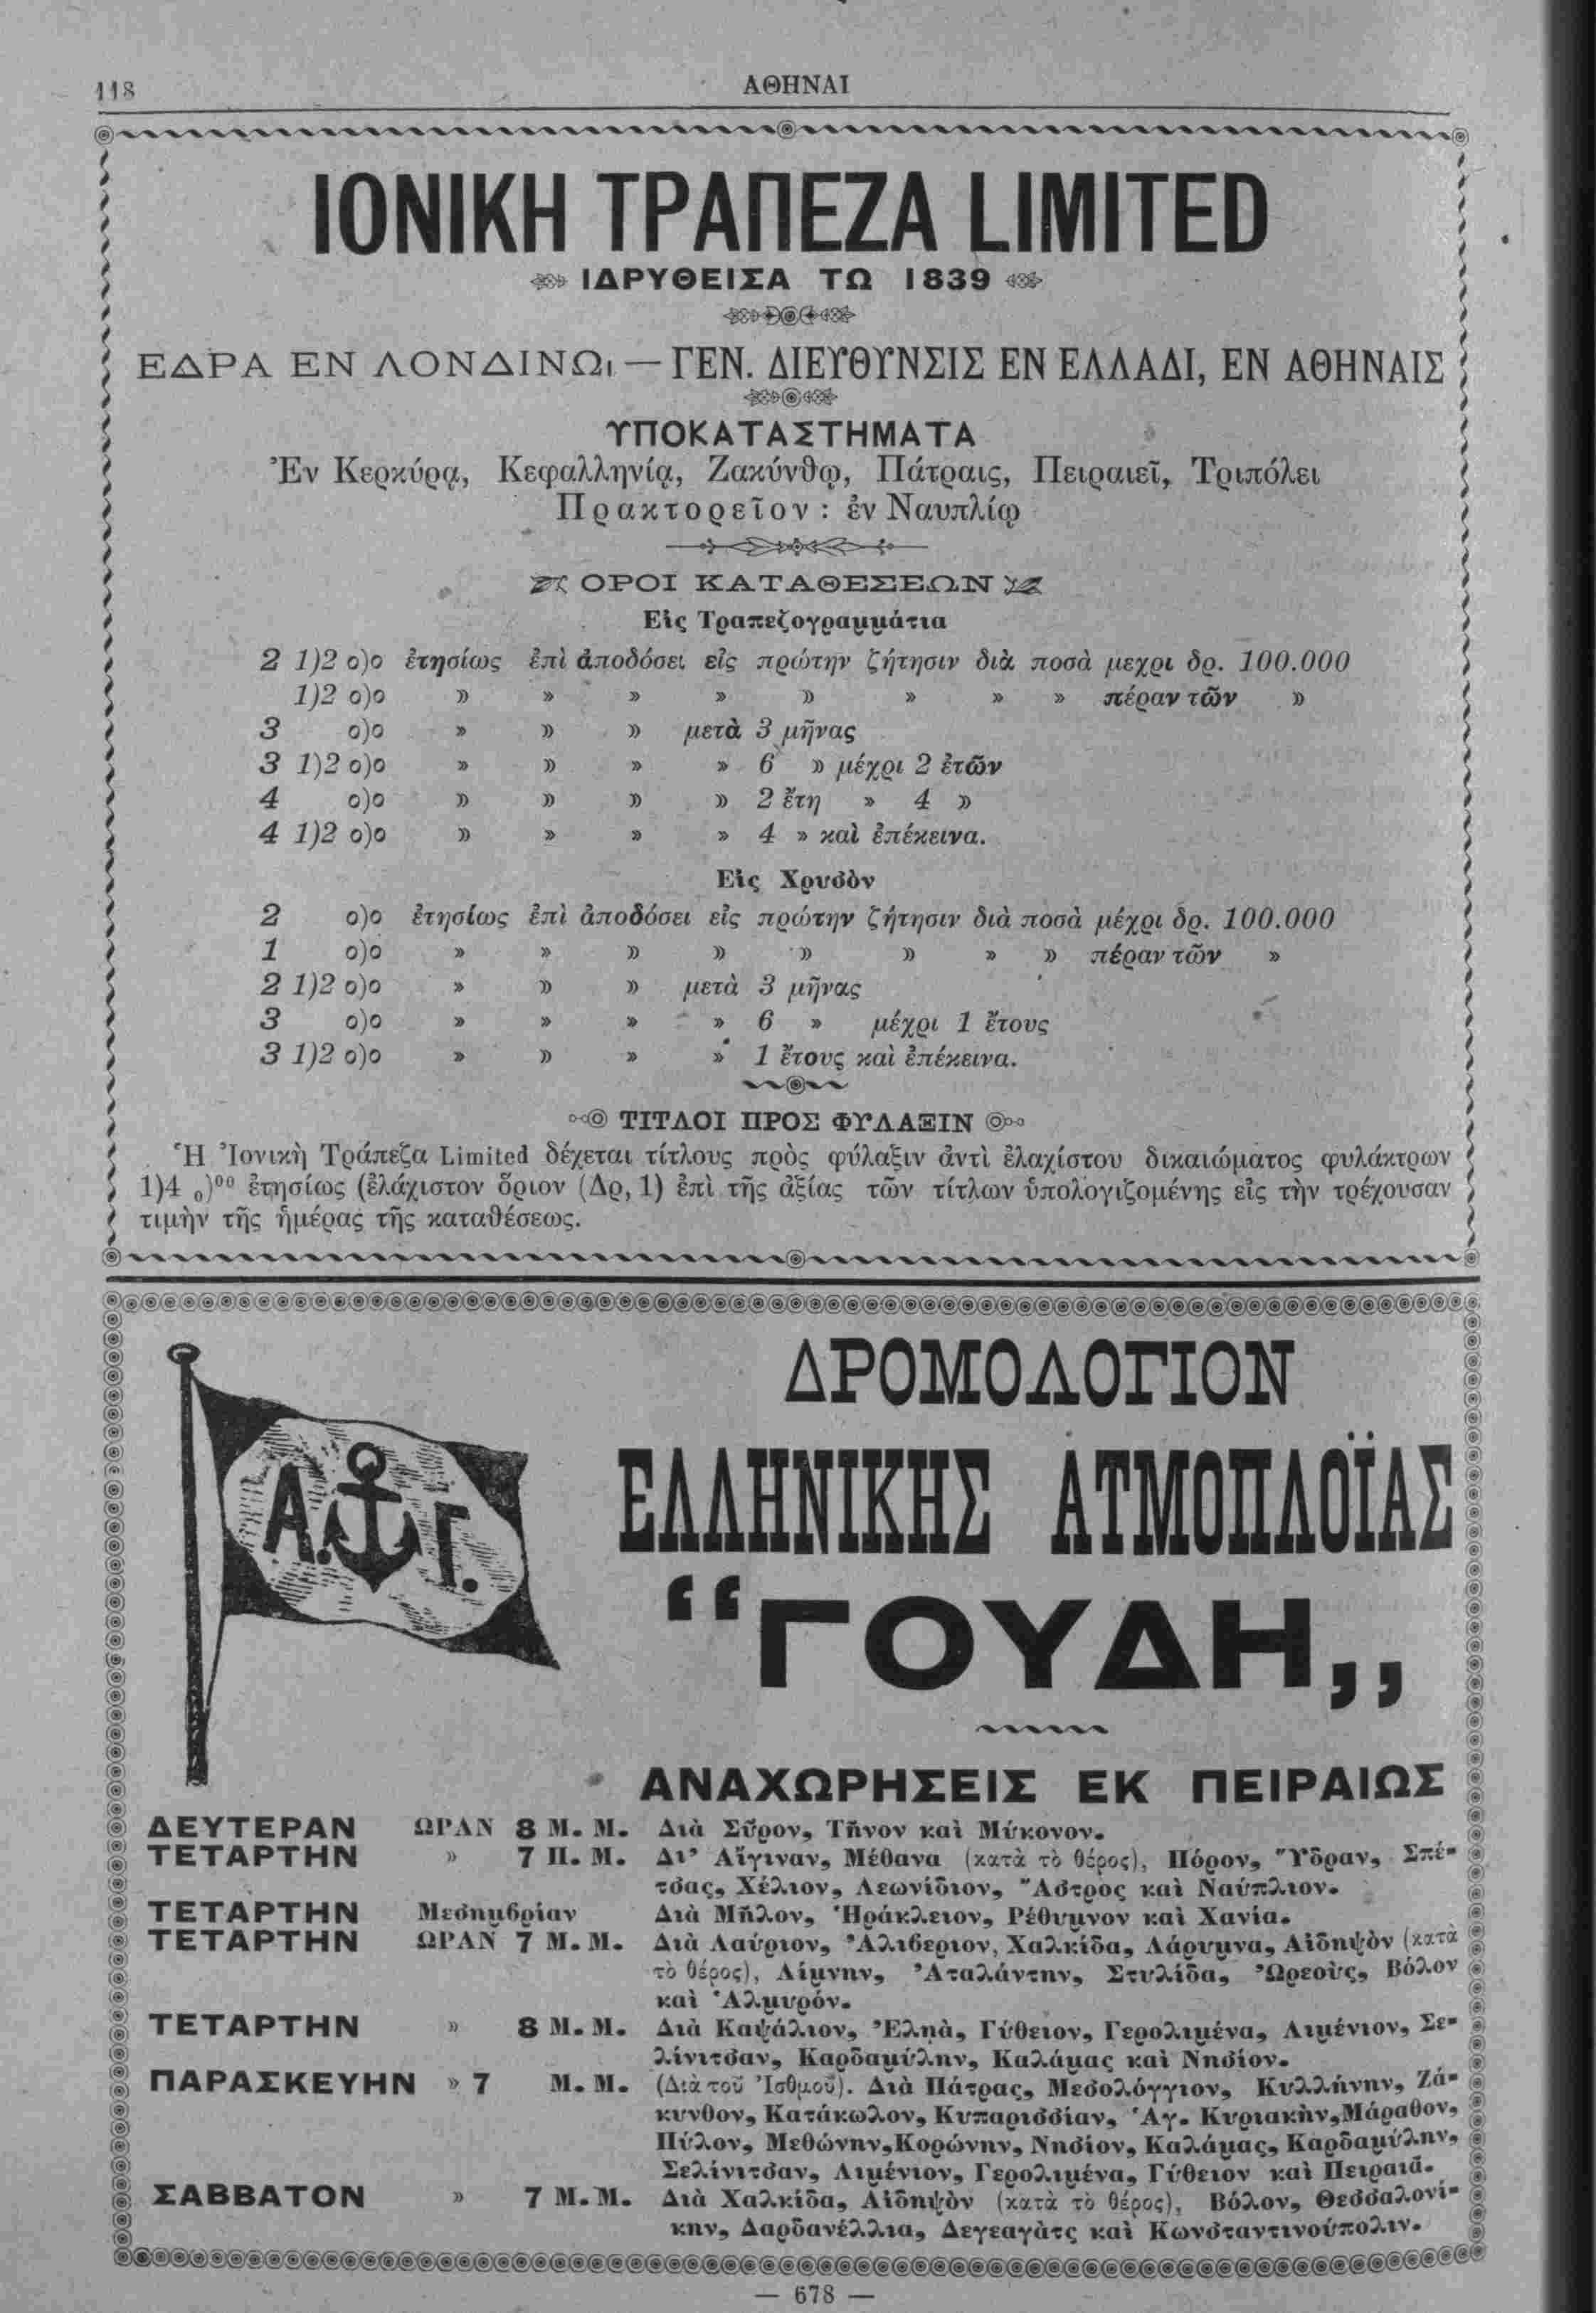 118
ΑΘΗΝΑΙ
ΙΟΝΙΚΗ ΤΡΑΠΕΖΑ LIMITED
ΙΔΡΥΘΕΙΣΑ ΤΩ 1839
ΕΔΡΑ ΕΝ ΛΟΝΔΙΝΩι — ΓΕΝ. ΔΙΕΥΘΥΝΣΙΣ ΕΝ ΕΛΛΑΔΙ, ΕΝ ΑΘΗΝΑΙΣ
ΥΠΟΚΑΤΑΣΤΗΜΑΤΑ
Ἐν Κερκύρᾳ, Κεφαλληνίᾳ, Ζακύνθῳ, Πάτραις, Πειραιεῖ, Τριπόλει
Πρακτορεῖον : ἐν Ναυπλίῳ
ΟΡΟΙ ΚΑΤΑΘΕΣΕΩΝ
Εἰς Τραπεζογραμμάτια
2 1)2 ο)ο ἐτησίως ἐπὶ ἀποδόσει εἰς πρώτην ζήτησιν διὰ ποσὰ μεχρι δρ. 100.000
1)2 ο)ο » » » » » » » » πέραν τῶν »
3 ο)ο » » » μετὰ 3 μῆνας
3 1)2 ο)ο » » » » 6 » μέχρι 2 ἐτῶν
4 ο)ο » » » » 2 ἔτη » 4 »
4 1)2 ο)ο » » » » 4 » καὶ ἐπέκεινα.
Εἰς Χρυσὸν
2 ο)ο ἐτησίως ἐπὶ ἀποδόσει εἰς πρώτην ζήτησιν διὰ ποσὰ μέχρι δρ. 100.000
1 ο)ο » » » » » » » » πέραν τῶν »
2 1)2 ο)ο » » » μετὰ 3 μῆνας
3 ο)ο » » » » 6 » μέχρι 1 ἔτους
3 1)2 ο)ο » » » » 1 ἔτους καὶ ἐπέκεινα.
ΤΙΤΛΟΙ ΠΡΟΣ ΦΥΛΑΞΙΝ
Ἡ Ἰονικὴ Τράπεζα Limited δέχεται τίτλους πρὸς φύλαξιν ἀντὶ ἐλαχίστου δικαιώματος φυλάκτρων
1)4 ο)οο ἐτησίως (ἐλάχιστον ὅριον (Δρ, 1) ἐπὶ τῆς ἀξίας τῶν τίτλων ὑπολογιζομένης εἰς τὴν τρέχουσαν
τιμὴν τῆς ἡμέρας τῆς καταθέσεως.
Α. Γ.
ΔΡΟΜΟΛΟΓΙΟΝ
ΕΛΛΗΝΙΚΗΣ ΑΤΜΟΠΛΟΪΑΣ
“ΓΟΥΔΗ„
ΑΝΑΧΩΡΗΣΕΙΣ ΕΚ ΠΕΙΡΑΙΩΣ
ΔΕΥΤΕΡΑΝ ΩΡΑΝ 8 Μ. Μ. Διὰ Σῦρον, Τῆνον καὶ Μύκονον.
ΤΕΤΑΡΤΗΝ » 7 Π. Μ. Δι’ Αἴγιναν, Μέθανα (κατὰ τὸ θέρος), Πόρον, Ὕδραν, Σπέ-
τσας, Χέλιον, Λεωνίδιον, Ἄστρος καὶ Ναύπλιον.
ΤΕΤΑΡΤΗΝ Μεσημβρίαν Διὰ Μῆλον, Ἡράκλειον, Ρέθυμνον καὶ Χανία.
ΤΕΤΑΡΤΗΝ ΩΡΑΝ 7 Μ. Μ. Διὰ Λαύριον, Ἀλιβεριον, Χαλκίδα, Λάρυμνα, Αἰδηψὸν (κατὰ
τὸ θέρος), Λίμνην, Ἀταλάντην, Στυλίδα, Ὠρεοὺς, Βόλον
καὶ Ἁλμυρόν.
ΤΕΤΑΡΤΗΝ » 8 Μ. Μ. Διὰ Καψάλιον, Ἐληὰ, Γύθειον, Γερολιμένα, Λιμένιον, Σε-
λίνιτσαν, Καρδαμύλην, Καλάμας καὶ Νησίον.
ΠΑΡΑΣΚΕΥΗΝ » 7 Μ. Μ. (Διὰ τοῦ Ἰσθμοῦ). Διὰ Πάτρας, Μεσολόγγιον, Κυλλήνην, Ζά-
κυνθον, Κατάκωλον, Κυπαρισσίαν, Ἁγ. Κυριακὴν, Μάραθον,
Πύλον, Μεθώνην, Κορώνην, Νησίον, Καλάμας, Καρδαμύλην,
Σελίνιτσαν, Λιμένιον, Γερολιμένα, Γύθειον καὶ Πειραιᾶ.
ΣΑΒΒΑΤΟΝ » 7 Μ. Μ. Διὰ Χαλκίδα, Αἰδηψὸν (κατὰ τὸ θέρος), Βόλον, Θεσσαλονί-
κην, Δαρδανέλλια, Δεγεαγὰτς καὶ Κωνσταντινούπολιν.
— 678 —